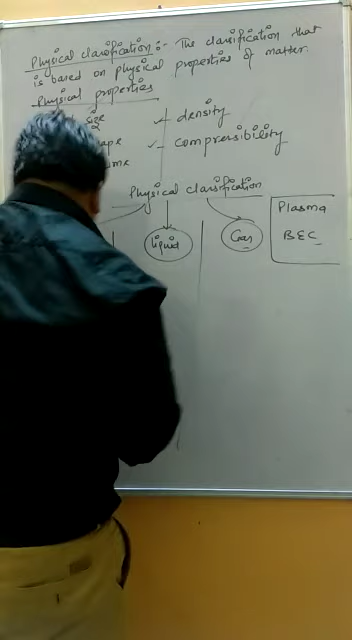 Physical classification :- The classification that
is based on physical properties of matter.
Physical properties
size
density
compressibility
Physical classification
Liquid
Gas
Plasma
BEC